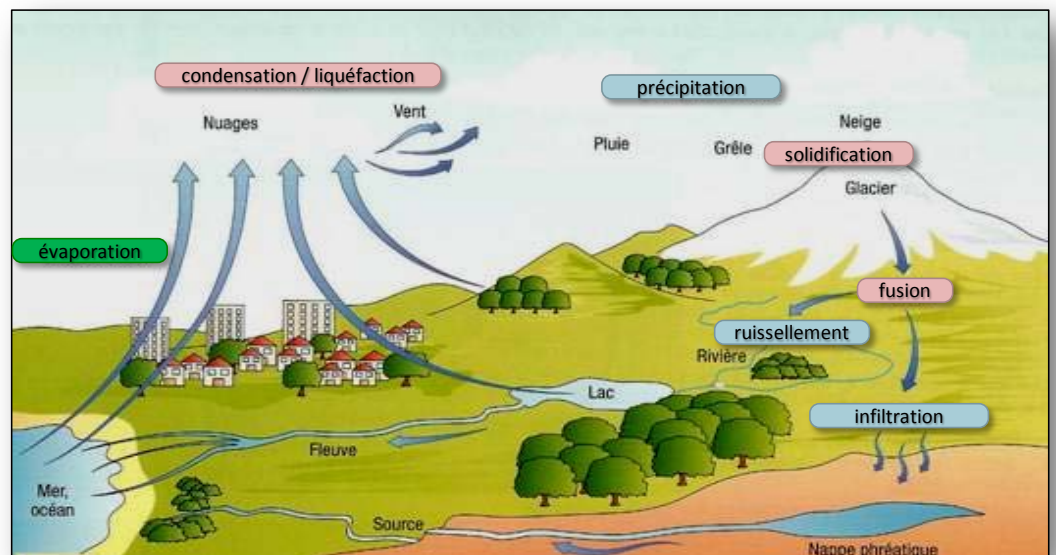 condensation / liquéfaction
précipitation
Vent
Nuages
Neige
Pluie
Grêle
solidification
Glacier
évaporation
fusion
ruissellement
Rivière
Lac
infiltration
Fleuve
Mer,
océan
Source
Nappe phréatique